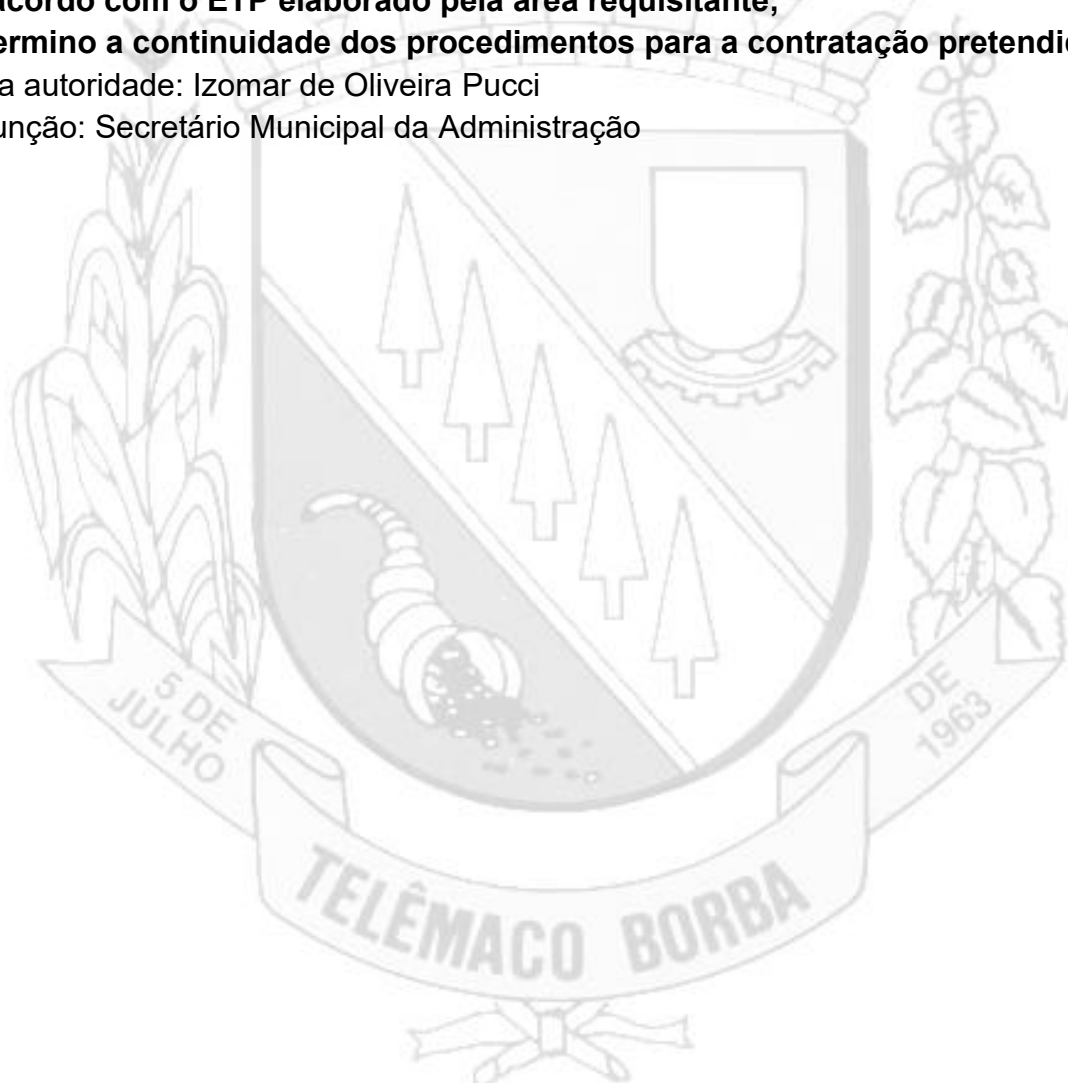 acordo com o ETP elaborado pela área requisitante;
ermino a continuidade dos procedimentos para a contratação pretendi
a autoridade: Izomar de Oliveira Pucci
unção: Secretário Municipal da Administração
5 DE
JULHO
DE
1963
TELÊMACO BORBA